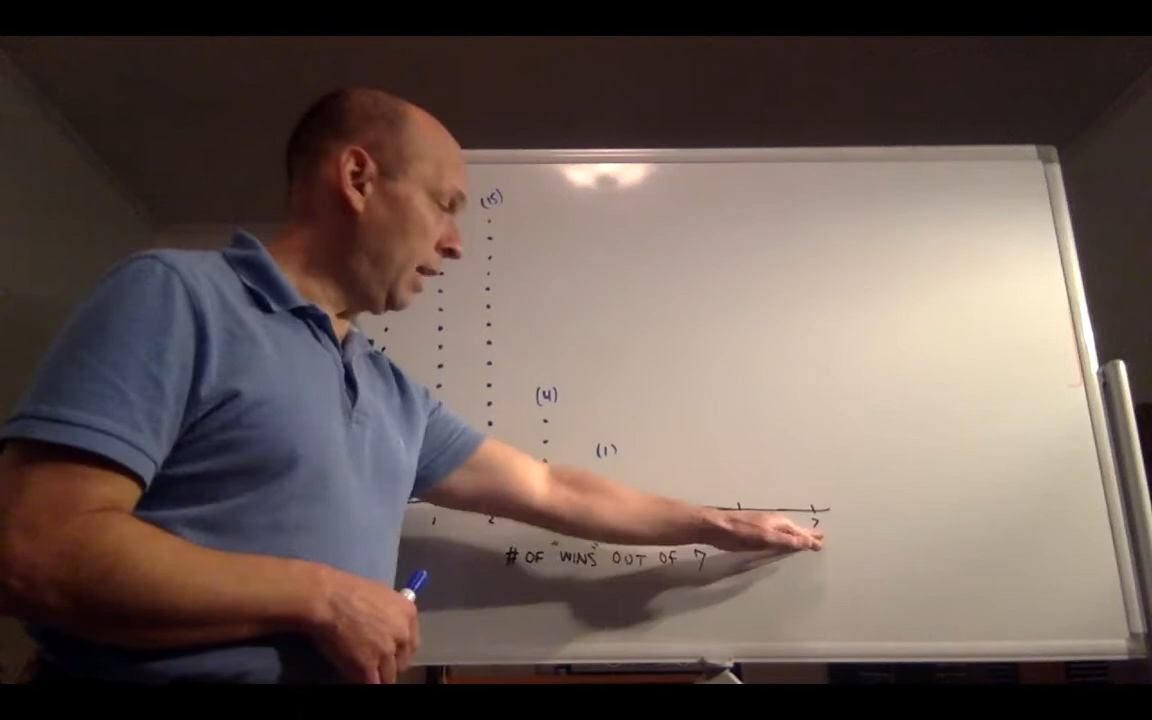 (15)
(4)
(1)
1 2 7
# OF "WINS" OUT OF 7